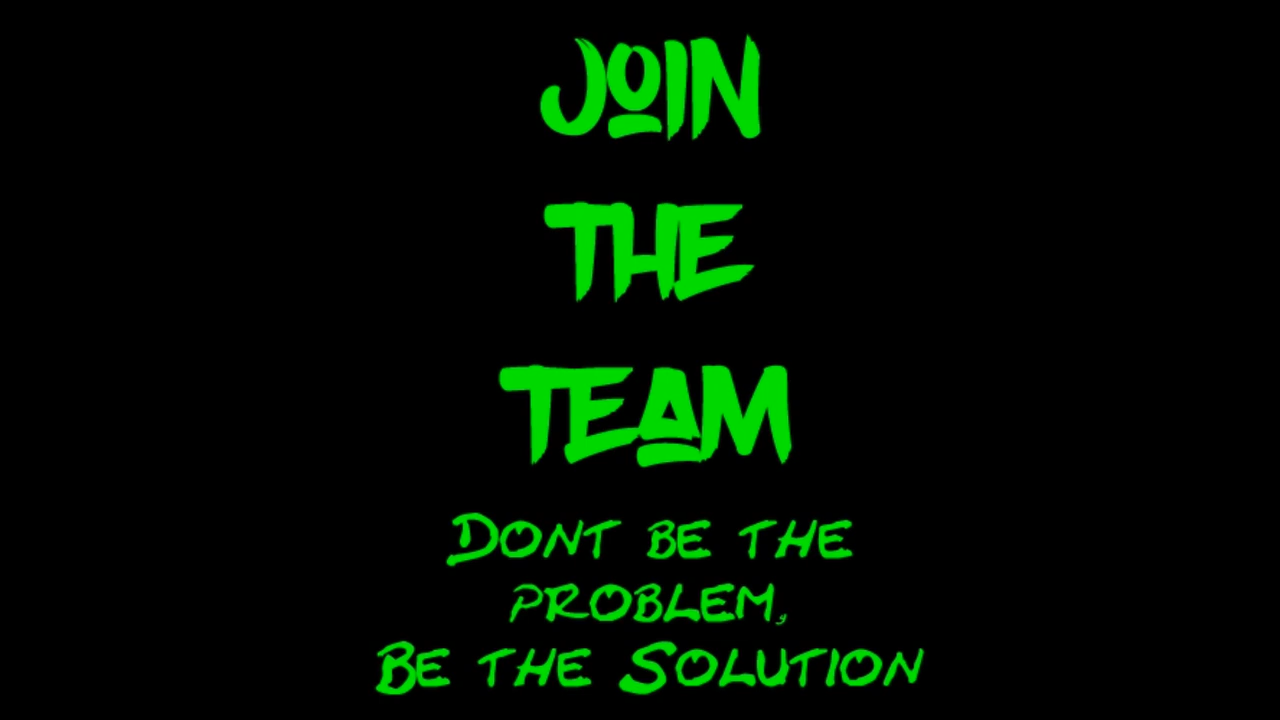 JOIN
THE
TEAM
DONT BE THE
PROBLEM,
BE THE SOLUTION